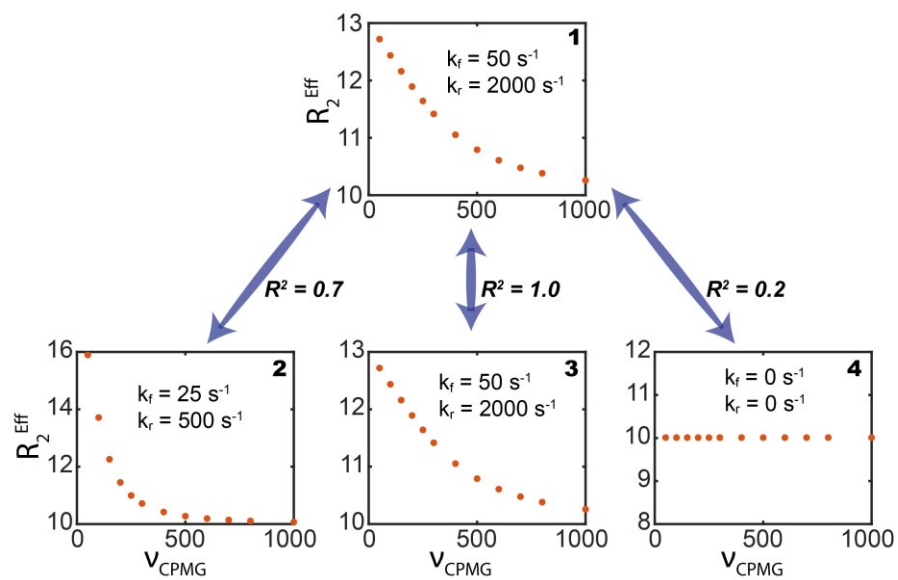 13
1
k_f = 50 s⁻¹
12
k_r = 2000 s⁻¹
R₂^Eff
11
10
0
500
1000
R² = 0.7
R² = 1.0
R² = 0.2
16
2
k_f = 25 s⁻¹
14
k_r = 500 s⁻¹
R₂^Eff
12
10
0
500
1000
ν_CPMG
13
3
k_f = 50 s⁻¹
12
k_r = 2000 s⁻¹
11
10
0
500
1000
ν_CPMG
12
4
k_f = 0 s⁻¹
11
k_r = 0 s⁻¹
10
9
8
0
500
1000
ν_CPMG